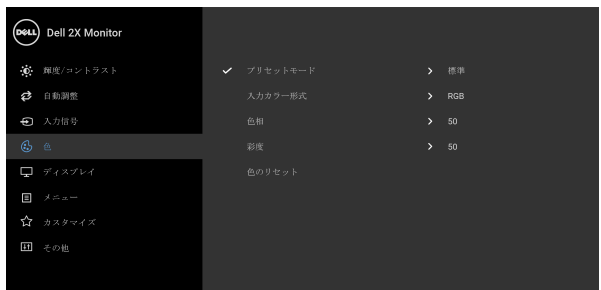 DELL Dell 2X Monitor
輝度/コントラスト
自動調整
入力信号
色
ディスプレイ
メニュー
カスタマイズ
その他
プリセットモード 標準
入力カラー形式 RGB
色相 50
彩度 50
色のリセット